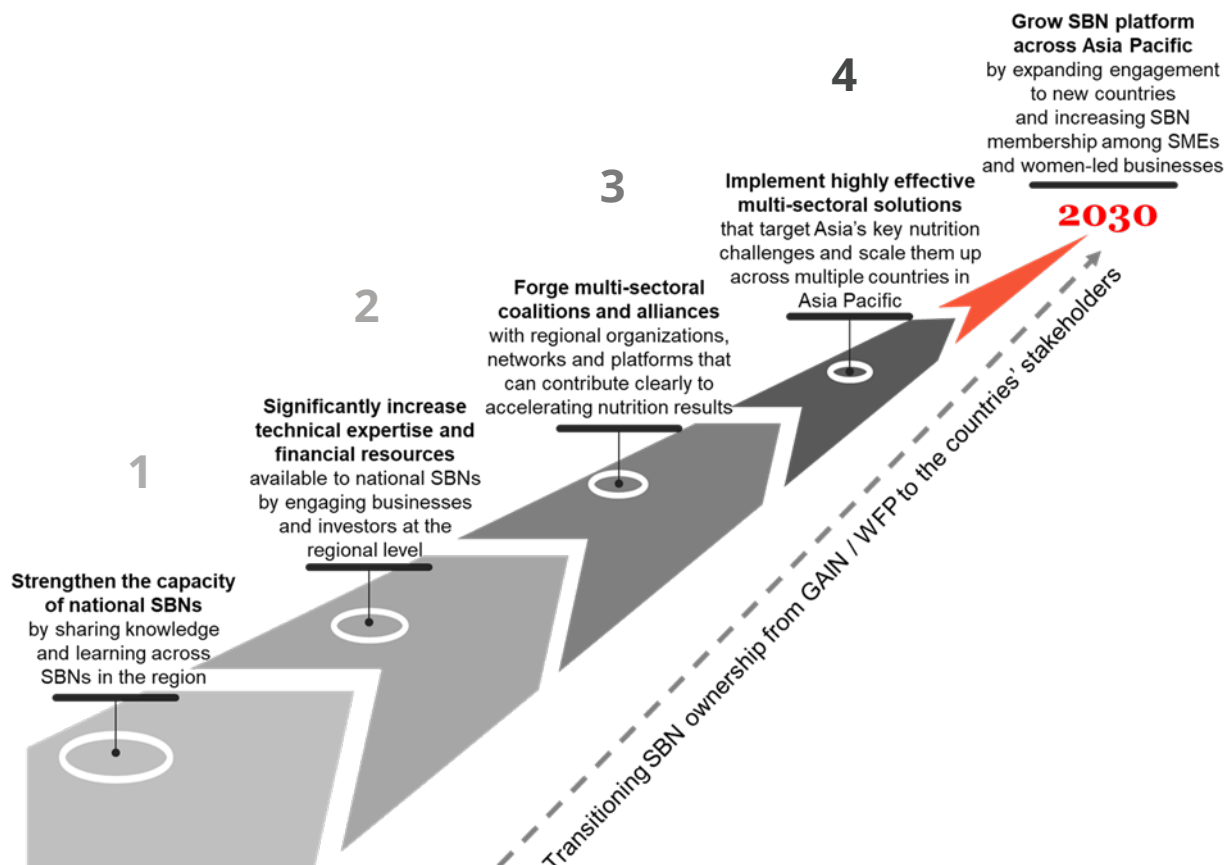 1
Strengthen the capacity
of national SBNs
by sharing knowledge
and learning across
SBNs in the region
2
Significantly increase
technical expertise and
financial resources
available to national SBNs
by engaging businesses
and investors at the
regional level
3
Forge multi-sectoral
coalitions and alliances
with regional organizations,
networks and platforms that
can contribute clearly to
accelerating nutrition results
4
Implement highly effective
multi-sectoral solutions
that target Asia's key nutrition
challenges and scale them up
across multiple countries in
Asia Pacific
Grow SBN platform
across Asia Pacific
by expanding engagement
to new countries
and increasing SBN
membership among SMEs
and women-led businesses
2030
Transitioning SBN ownership from GAIN / WFP to the countries' stakeholders